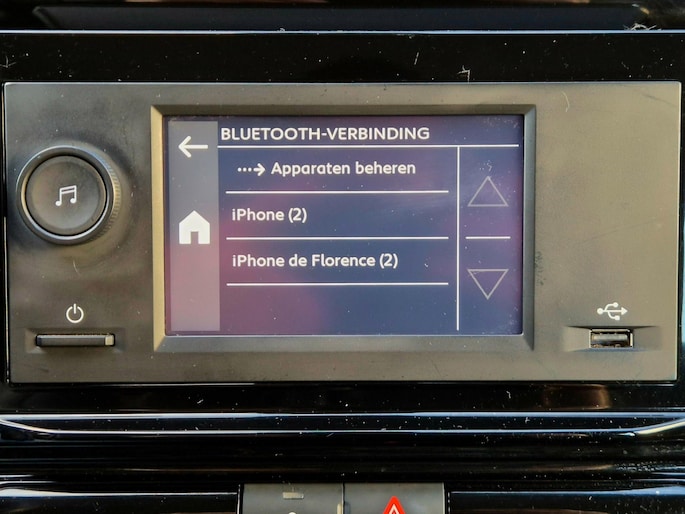 BLUETOOTH-VERBINDING
Apparaten beheren
iPhone (2)
iPhone de Florence (2)